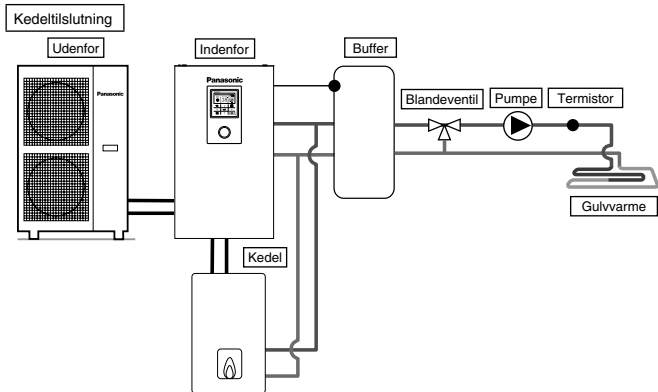 Kedeltilslutning
Udenfor
Indenfor
Buffer
Panasonic
Panasonic
Blandeventil
Pumpe
Termistor
Gulvvarme
Kedel